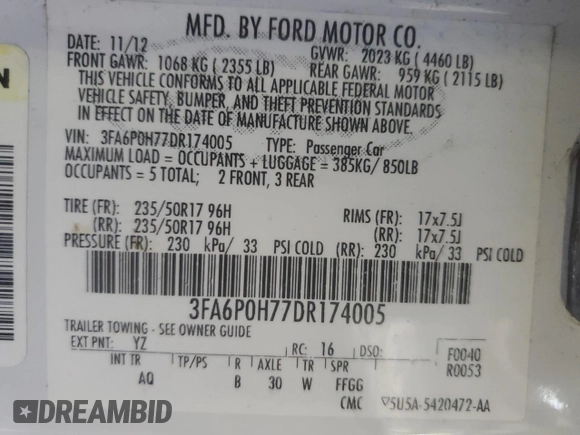 MFD. BY FORD MOTOR CO.
DATE: 11/12
GVWR: 2023 KG ( 4460 LB)
FRONT GAWR: 1068 KG ( 2355 LB)
REAR GAWR: 959 KG ( 2115 LB)
THIS VEHICLE CONFORMS TO ALL APPLICABLE FEDERAL MOTOR
VEHICLE SAFETY, BUMPER, AND THEFT PREVENTION STANDARDS
IN EFFECT ON THE DATE OF MANUFACTURE SHOWN ABOVE.
VIN: 3FA6P0H77DR174005 TYPE: Passenger Car
MAXIMUM LOAD = OCCUPANTS + LUGGAGE = 385KG/ 850LB
OCCUPANTS = 5 TOTAL; 2 FRONT, 3 REAR
TIRE (FR): 235/50R17 96H RIMS (FR): 17x7.5J
(RR): 235/50R17 96H (RR): 17x7.5J
PRESSURE (FR): 230 kPa/ 33 PSI COLD (RR): 230 kPa/ 33 PSI COLD
3FA6P0H77DR174005
TRAILER TOWING - SEE OWNER GUIDE
EXT PNT: YZ RC: 16 DSO: F0040
R0053
INT TR TP/PS R AXLE TR SPR
AQ B 30 W FFGG
CMC 5U5A-5420472-AA
N
DREAMBID